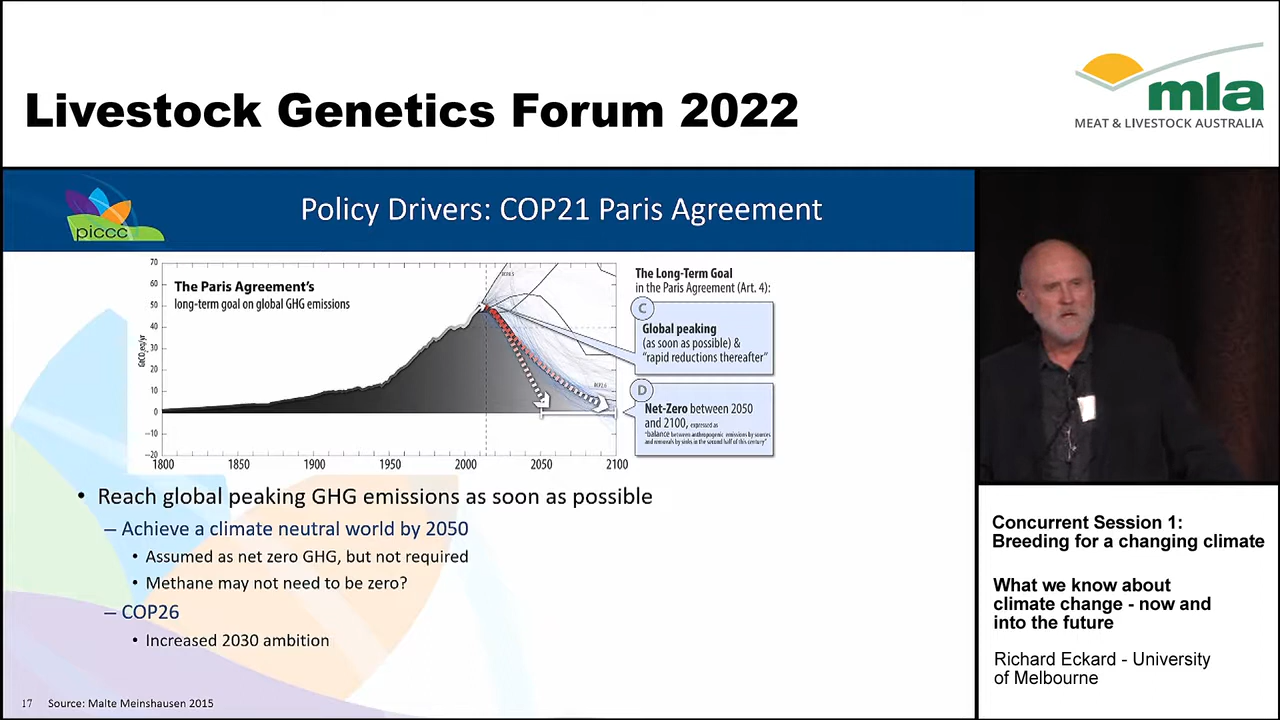 Livestock Genetics Forum 2022
mla
MEAT & LIVESTOCK AUSTRALIA
piccc
Policy Drivers: COP21 Paris Agreement
The Paris Agreement's
long-term goal on global GHG emissions
70
60
50
40
30
20
10
0
−10
−20
1800
1850
1900
1950
2000
2050
2100
The Long-Term Goal
in the Paris Agreement (Art. 4):
C
Global peaking
(as soon as possible) &
"rapid reductions thereafter"
D
Net-Zero between 2050
and 2100, expressed as
"balance between anthropogenic emissions by sources
and removals by sinks in the second half of this century"
• Reach global peaking GHG emissions as soon as possible
– Achieve a climate neutral world by 2050
• Assumed as net zero GHG, but not required
• Methane may not need to be zero?
– COP26
• Increased 2030 ambition
17 Source: Malte Meinshausen 2015
Concurrent Session 1:
Breeding for a changing climate
What we know about
climate change - now and
into the future
Richard Eckard - University
of Melbourne